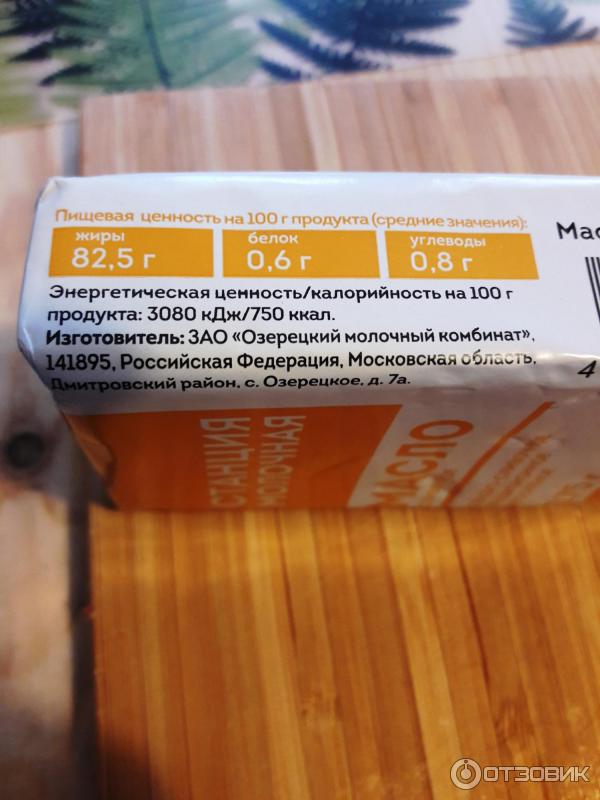 Пищевая ценность на 100 г продукта (средние значения):
жиры
82,5 г
белок
0,6 г
углеводы
0,8 г
Энергетическая ценность/калорийность на 100 г
продукта: 3080 кДж/750 ккал.
Изготовитель: ЗАО «Озерецкий молочный комбинат»,
141895, Российская Федерация, Московская область,
Дмитровский район, с. Озерецкое, д. 7а.
Мас
4
СТАНЦИЯ
МОЛОЧНАЯ
МАСЛО
ОТЗОВИК